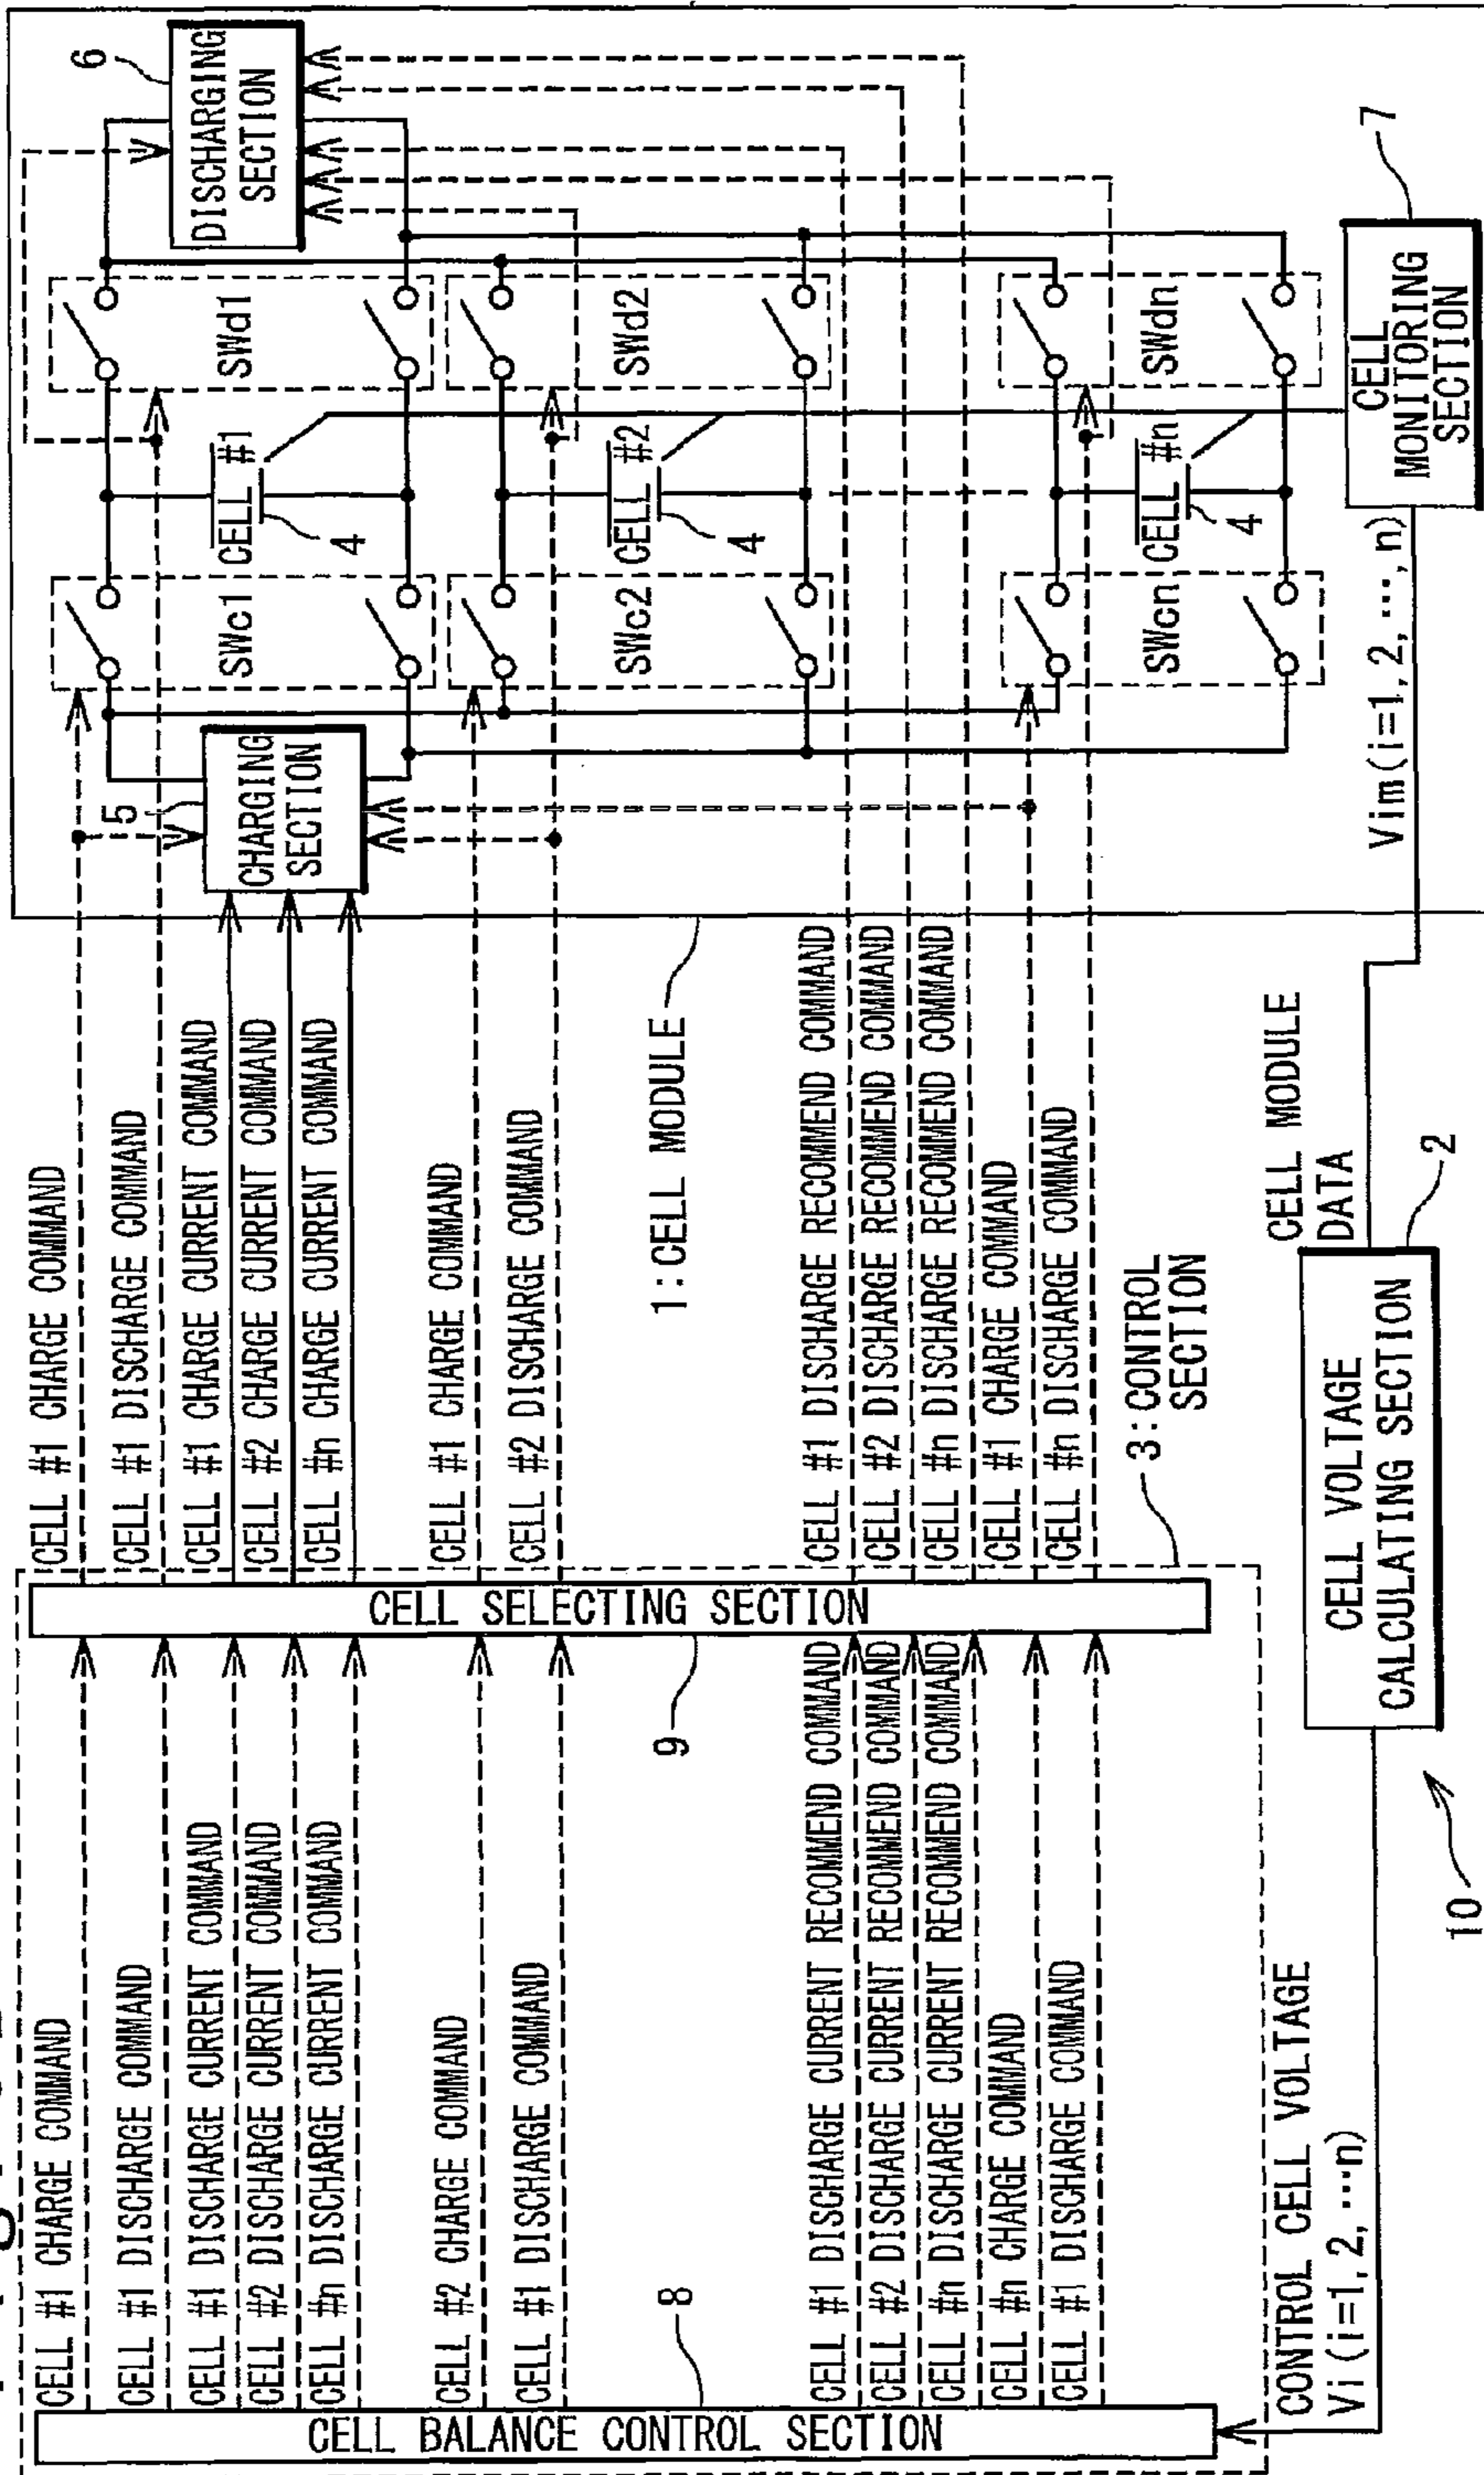 CELL #1 CHARGE COMMAND
CELL #1 DISCHARGE COMMAND
CELL #1 DISCHARGE CURRENT COMMAND
CELL #2 DISCHARGE CURRENT COMMAND
CELL #n DISCHARGE CURRENT COMMAND
CELL #2 CHARGE COMMAND
CELL #1 DISCHARGE COMMAND
8
CELL #1 DISCHARGE CURRENT RECOMMEND COMMAND
CELL #2 DISCHARGE CURRENT RECOMMEND COMMAND
CELL #n DISCHARGE CURRENT RECOMMEND COMMAND
CELL #n CHARGE COMMAND
CELL #1 DISCHARGE COMMAND
CELL BALANCE CONTROL SECTION
CONTROL CELL VOLTAGE
Vi(i=1,2,…n)
10
9
CELL SELECTING SECTION
3:CONTROL
SECTION
CELL VOLTAGE
CALCULATING SECTION
2
CELL #1 CHARGE COMMAND
CELL #1 DISCHARGE COMMAND
CELL #1 CHARGE CURRENT COMMAND
CELL #2 CHARGE CURRENT COMMAND
CELL #n CHARGE CURRENT COMMAND
CELL #1 CHARGE COMMAND
CELL #2 DISCHARGE COMMAND
1:CELL MODULE
CELL #1 DISCHARGE RECOMMEND COMMAND
CELL #2 DISCHARGE RECOMMEND COMMAND
CELL #n DISCHARGE RECOMMEND COMMAND
CELL #1 CHARGE COMMAND
CELL #n DISCHARGE COMMAND
CELL MODULE
DATA
5
CHARGING
SECTION
SWc1
SWc2
SWcn
CELL #1
4
CELL #2
4
CELL #n
4
SWd1
SWd2
SWdn
6
DISCHARGING
SECTION
Vim(i=1,2,…,n)
CELL
MONITORING
SECTION
7